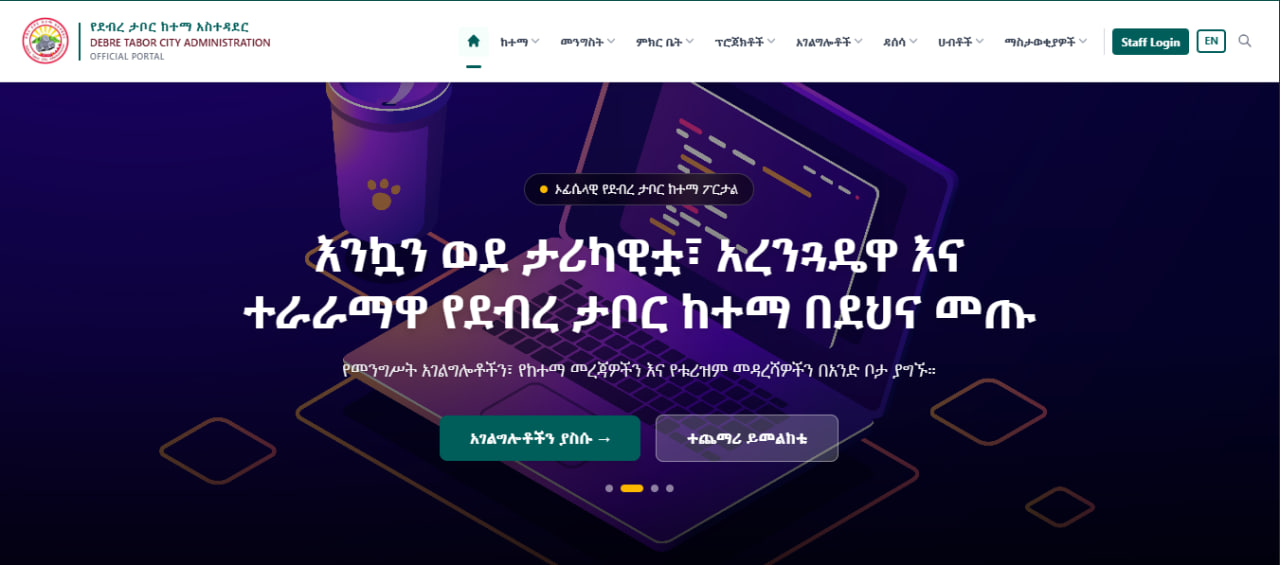 የደብረ ታቦር ከተማ አስተዳደር
DEBRE TABOR CITY ADMINISTRATION
OFFICIAL PORTAL
ከተማ መንግስት ምክር ቤት ፕሮጀክቶች አገልግሎቶች ዳሰሳ ሀብቶች ማስታወቂያዎች Staff Login EN
ኦፊሴላዊ የደብረ ታቦር ከተማ ፖርታል
እንኳን ወደ ታሪካዊቷ፣ አረንጓዴዋ እና
ተራራማዋ የደብረ ታቦር ከተማ በደህና መጡ
የመንግሥት አገልግሎቶችን፣ የከተማ መረጃዎችን እና የቱሪዝም መዳረሻዎችን በአንድ ቦታ ያግኙ።
አገልግሎቶችን ያስሱ → ተጨማሪ ይመልከቱ